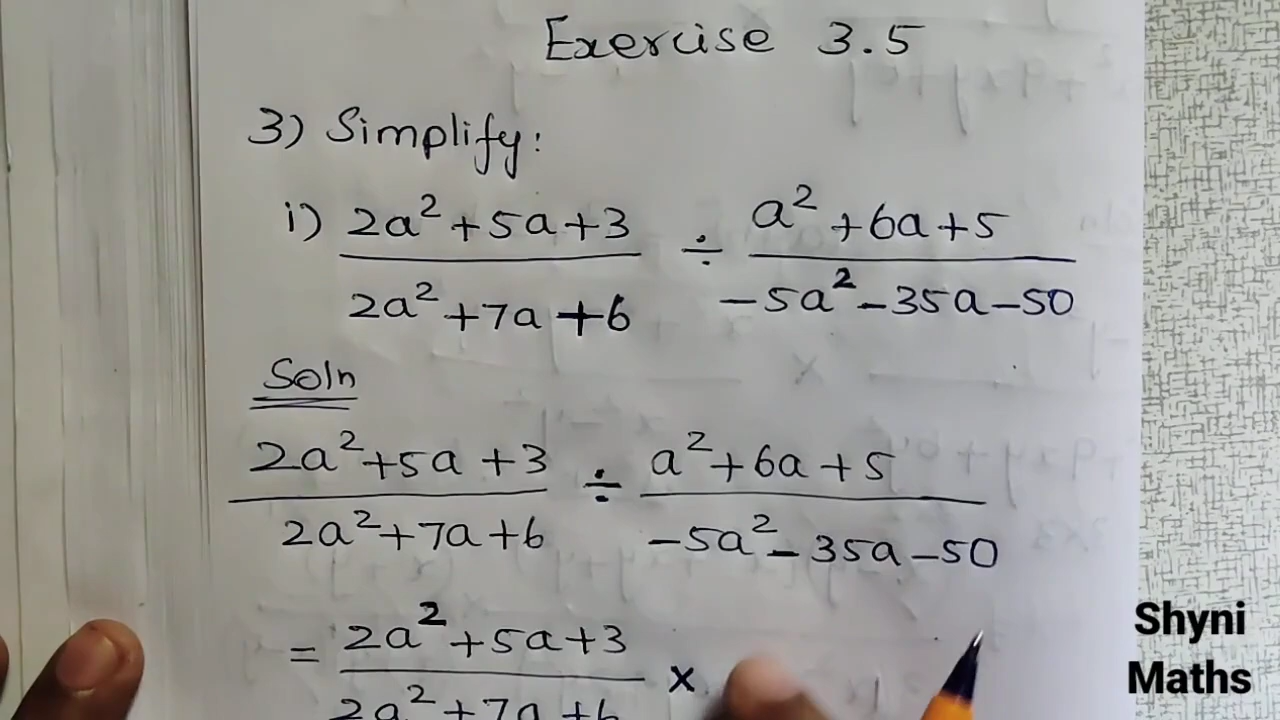 Exercise 3.5
3) Simplify:
i) 2a²+5a+3 ÷ a²+6a+5
2a²+7a+6 -5a²-35a-50
Soln
2a²+5a+3 ÷ a²+6a+5
2a²+7a+6 -5a²-35a-50
= 2a²+5a+3 ×
2a²+7a+6
Shyni
Maths